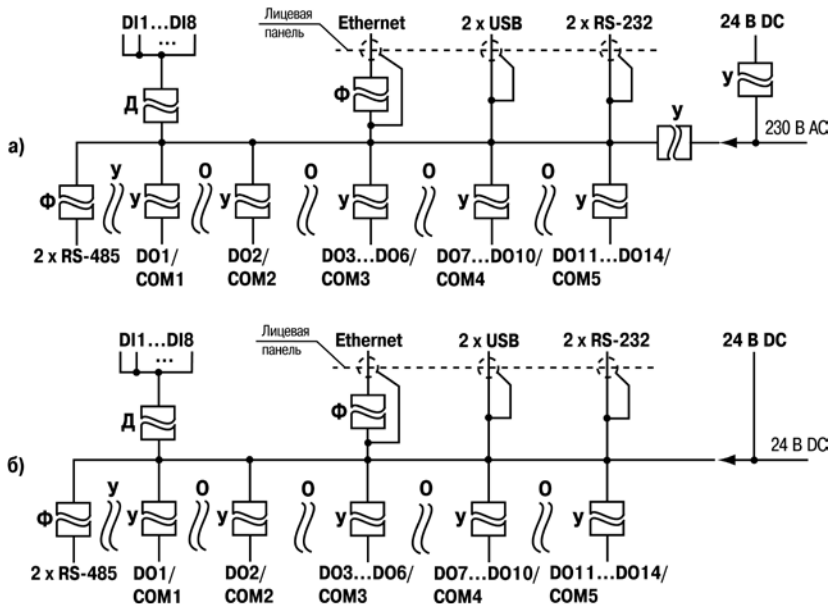 DI1...DI8
...
Лицевая
панель
Ethernet
2 x USB
2 x RS-232
24 В DC
Д
Ф
У
У
230 В AC
а)
Ф
У
У
О
У
О
У
О
У
О
У
2 x RS-485
DO1/
COM1
DO2/
COM2
DO3...DO6/
COM3
DO7...DO10/
COM4
DO11...DO14/
COM5
DI1...DI8
...
Лицевая
панель
Ethernet
2 x USB
2 x RS-232
24 В DC
Д
Ф
24 В DC
б)
Ф
У
У
О
У
О
У
О
У
О
У
2 x RS-485
DO1/
COM1
DO2/
COM2
DO3...DO6/
COM3
DO7...DO10/
COM4
DO11...DO14/
COM5